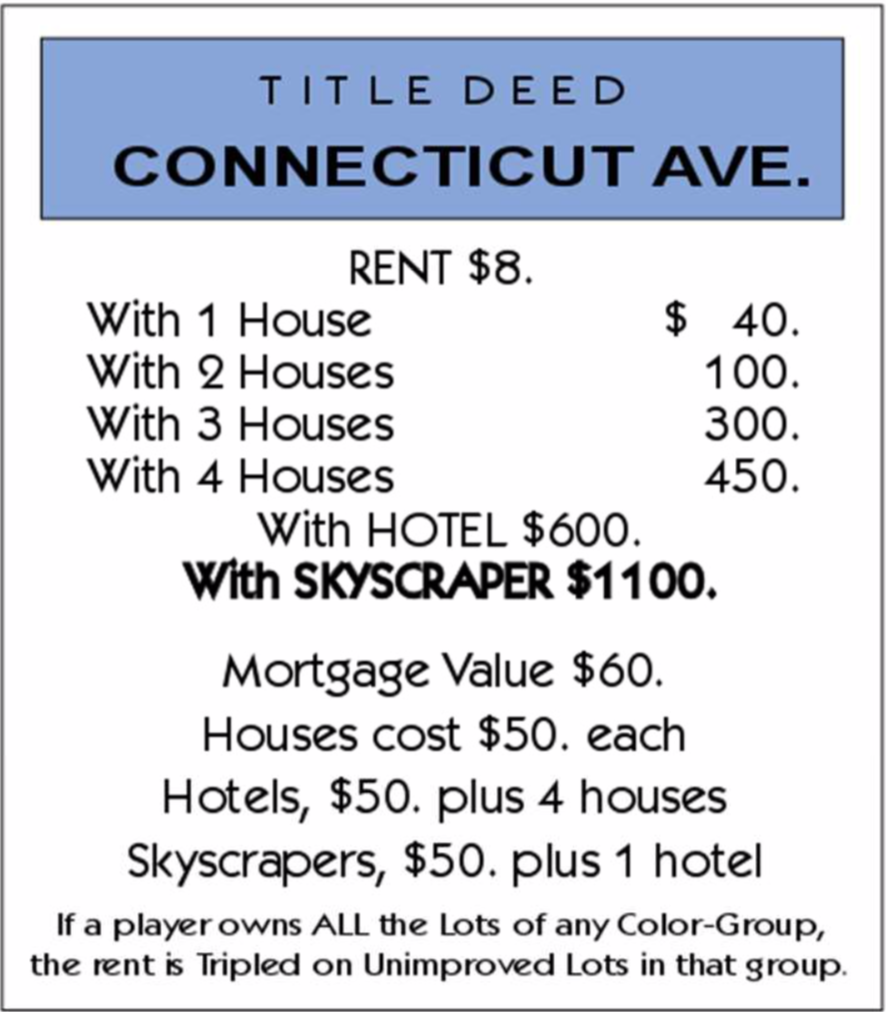 TITLE DEED
CONNECTICUT AVE.
RENT $8.
With 1 House $ 40.
With 2 Houses 100.
With 3 Houses 300.
With 4 Houses 450.
With HOTEL $600.
With SKYSCRAPER $1100.
Mortgage Value $60.
Houses cost $50. each
Hotels, $50. plus 4 houses
Skyscrapers, $50. plus 1 hotel
If a player owns ALL the Lots of any Color-Group,
the rent is Tripled on Unimproved Lots in that group.